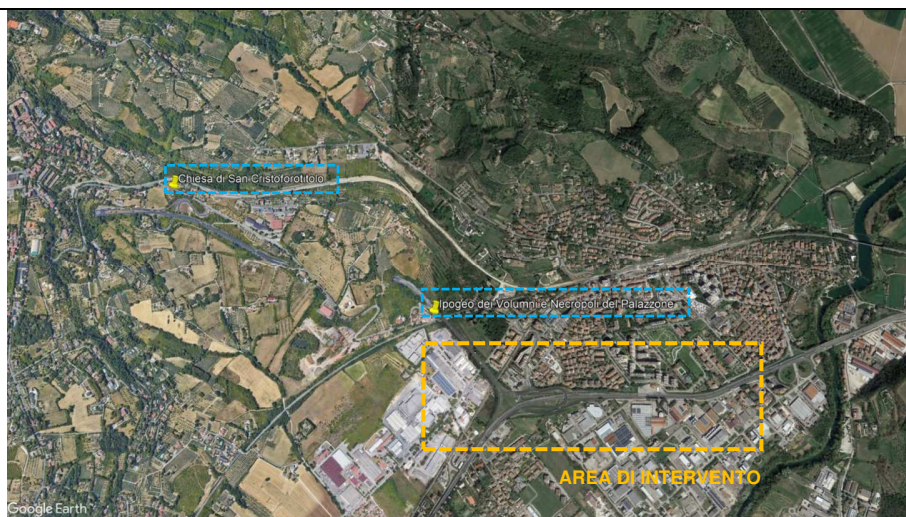 Chiesa di San Cristoforotitolo
Ipogeo dei Volumni e Necropoli del Palazzone
AREA DI INTERVENTO
Google Earth